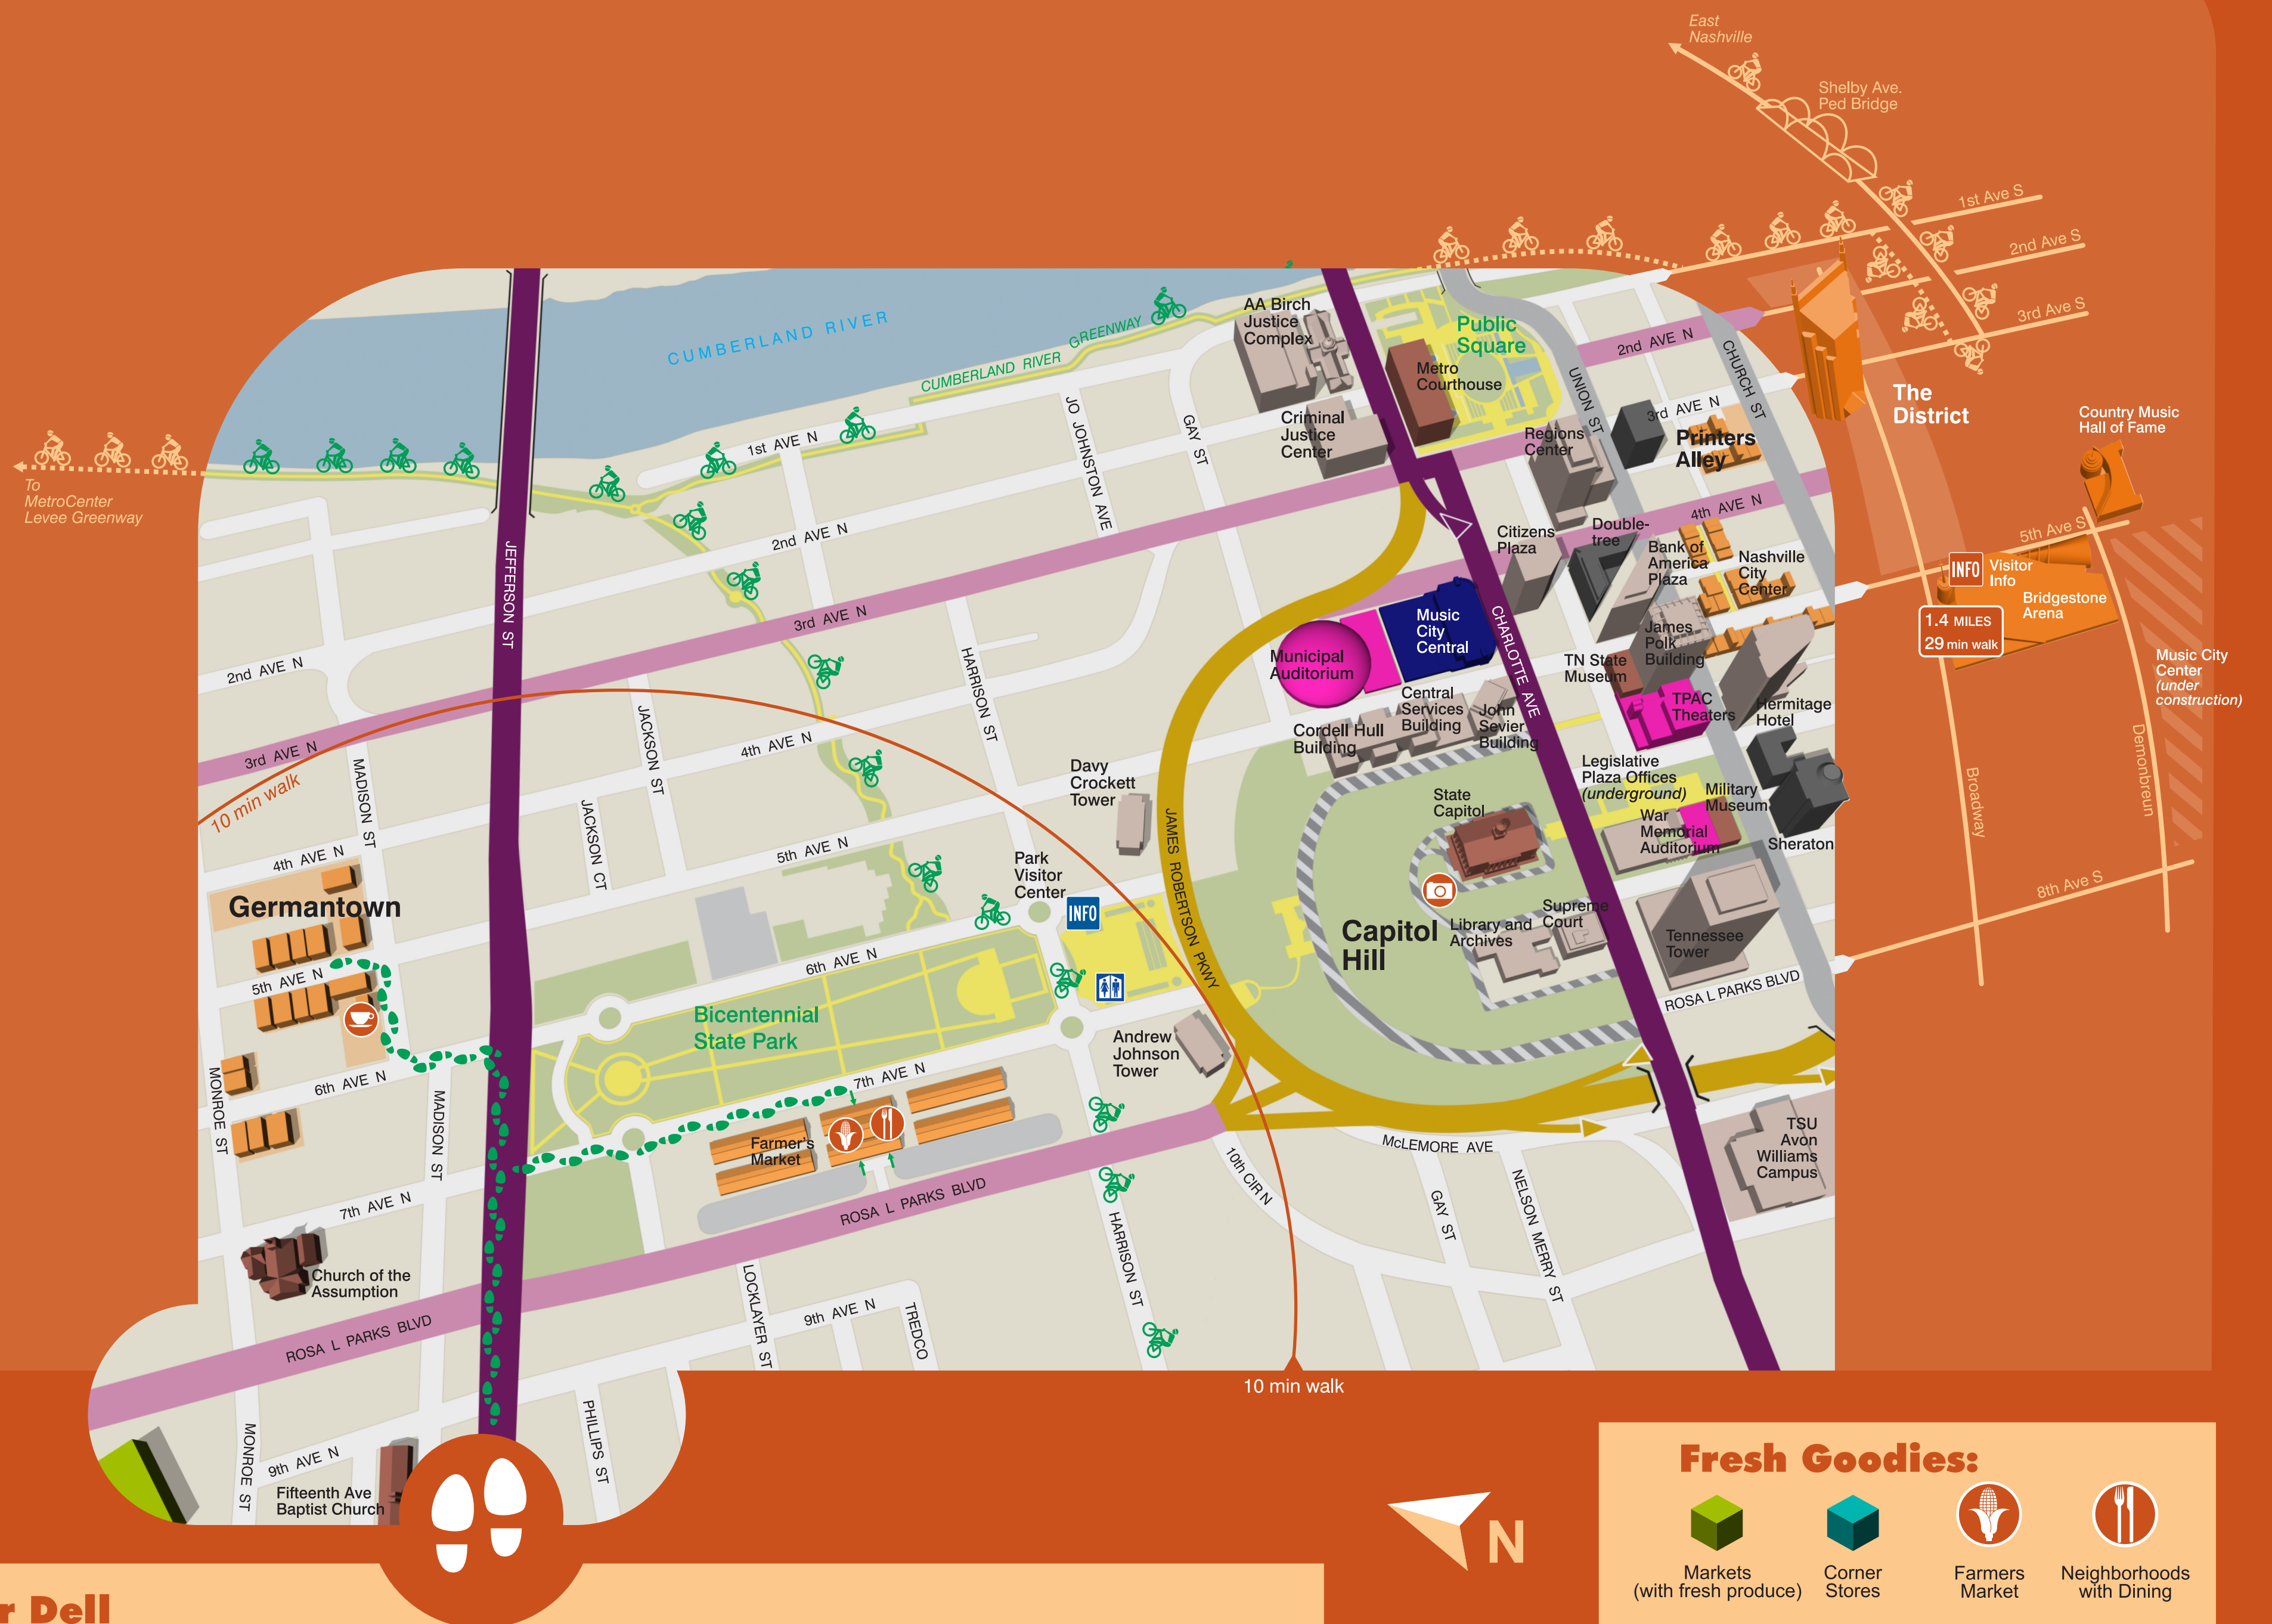 East
Nashville
Shelby Ave.
Ped Bridge
1st Ave S
2nd Ave S
3rd Ave S
CUMBERLAND RIVER
CUMBERLAND RIVER GREENWAY
AA Birch
Justice
Complex
Public
Square
Metro
Courthouse
2nd AVE N
CHURCH ST
UNION ST
3rd AVE N
Printers
Alley
The
District
Country Music
Hall of Fame
Criminal
Justice
Center
Regions
Center
1st AVE N
JO JOHNSTON AVE
GAY ST
To
MetroCenter
Levee Greenway
JEFFERSON ST
2nd AVE N
4th AVE N
Citizens
Plaza
Double-
tree
Bank of
America
Plaza
Nashville
City
Center
5th Ave S
INFO
Visitor
Info
Bridgestone
Arena
1.4 MILES
29 min walk
Music City
Center
(under
construction)
3rd AVE N
2nd AVE N
HARRISON ST
Municipal
Auditorium
Music
City
Central
CHARLOTTE AVE
James
Polk
Building
TN State
Museum
TPAC
Theaters
Hermitage
Hotel
Central
Services
Building
John
Sevier
Building
Cordell Hull
Building
3rd AVE N
10 min walk
MADISON ST
JACKSON ST
4th AVE N
Davy
Crockett
Tower
JAMES ROBERTSON PKWY
State
Capitol
Legislative
Plaza Offices
(underground)
Military
Museum
War
Memorial
Auditorium
Sheraton
Broadway
Demonbreun
8th Ave S
4th AVE N
JACKSON CT
5th AVE N
Park
Visitor
Center
INFO
Germantown
Capitol
Hill
Library and
Archives
Supreme
Court
Tennessee
Tower
ROSA L PARKS BLVD
5th AVE N
6th AVE N
Bicentennial
State Park
Andrew
Johnson
Tower
MONROE ST
6th AVE N
MADISON ST
7th AVE N
Farmer's
Market
McLEMORE AVE
TSU
Avon
Williams
Campus
10th CIR N
ROSA L PARKS BLVD
GAY ST
NELSON MERRY ST
7th AVE N
Church of the
Assumption
HARRISON ST
LOCKLAYER ST
9th AVE N
TREDCO
ROSA L PARKS BLVD
10 min walk
MONROE ST
9th AVE N
PHILLIPS ST
Fifteenth Ave
Baptist Church
N
Fresh Goodies:
Markets
(with fresh produce)
Corner
Stores
Farmers
Market
Neighborhoods
with Dining
r Dell